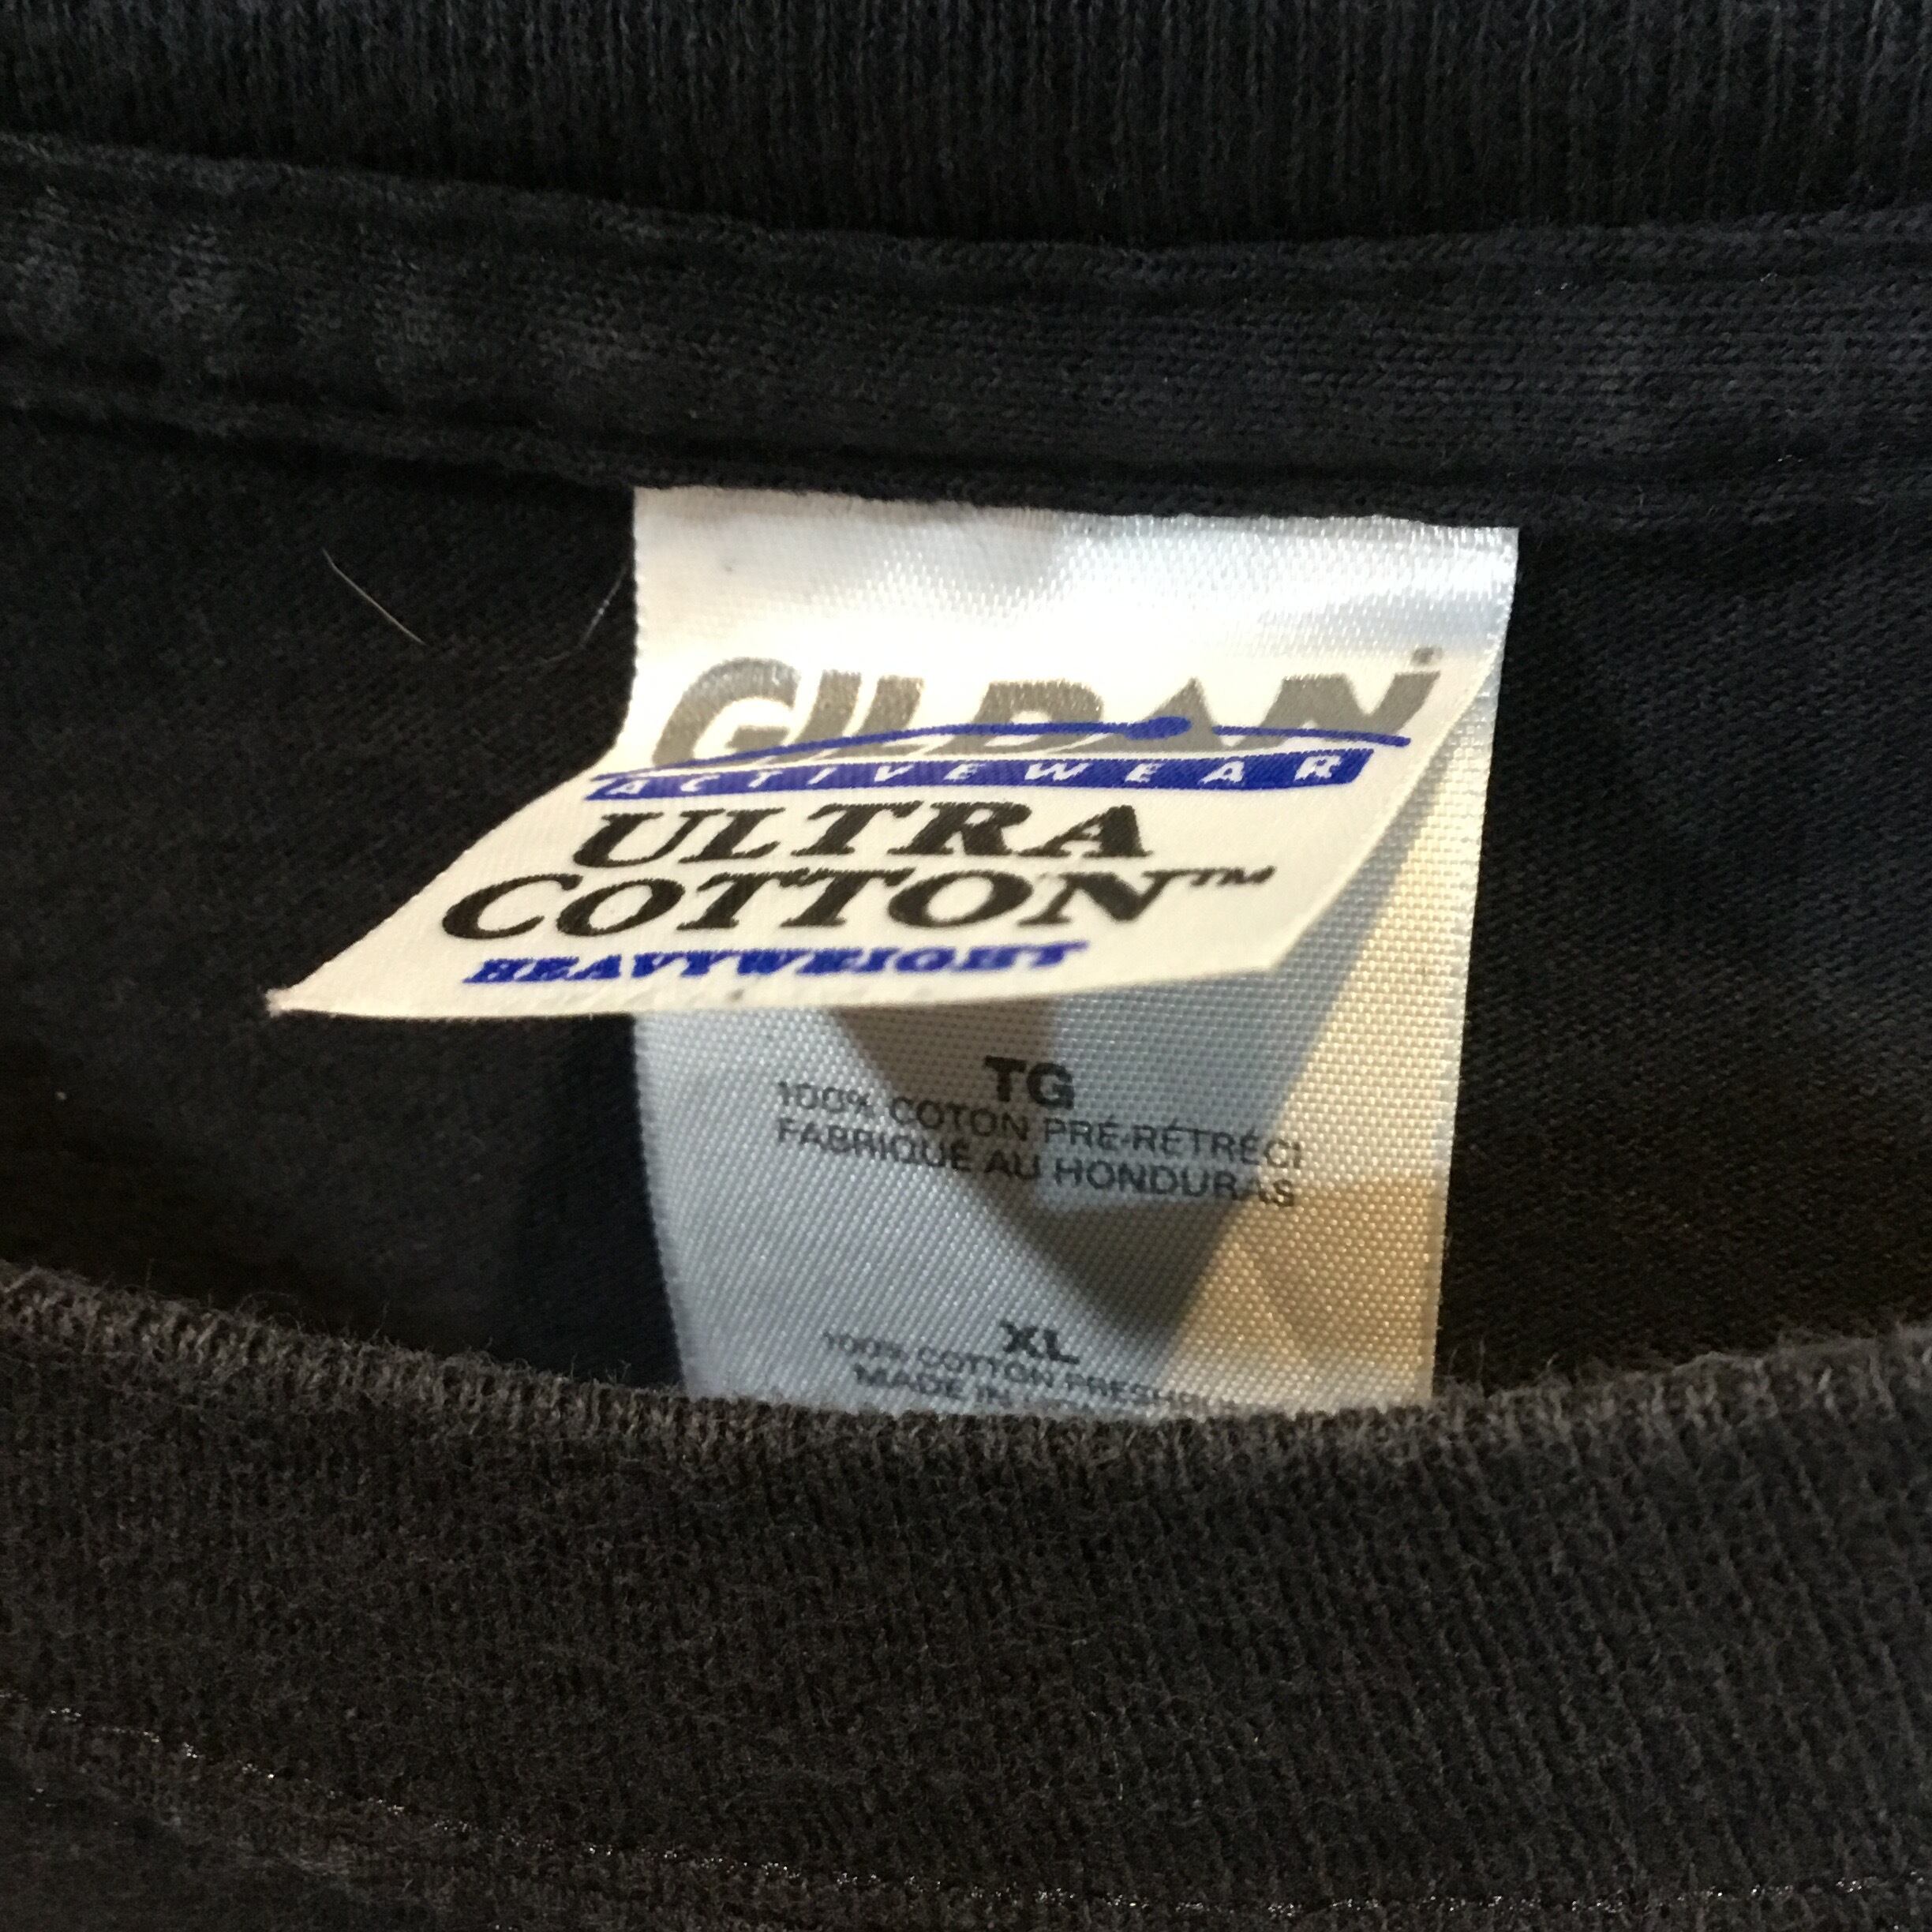 GILDAN
ACTIVEWEAR
ULTRA
COTTON™
HEAVYWEIGHT
TG
100% COTON PRÉ-RÉTRÉCI
FABRIQUÉ AU HONDURAS
XL
100% COTTON
MADE IN